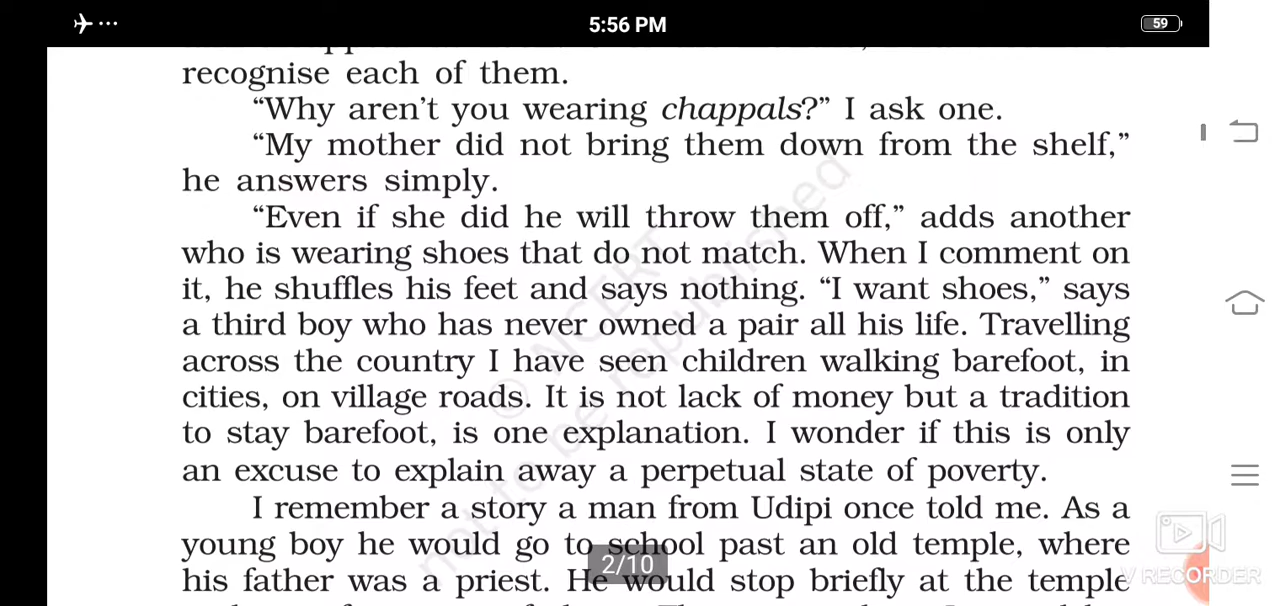 5:56 PM
59
recognise each of them.
“Why aren’t you wearing chappals?” I ask one.
“My mother did not bring them down from the shelf,”
he answers simply.
“Even if she did he will throw them off,” adds another
who is wearing shoes that do not match. When I comment on
it, he shuffles his feet and says nothing. “I want shoes,” says
a third boy who has never owned a pair all his life. Travelling
across the country I have seen children walking barefoot, in
cities, on village roads. It is not lack of money but a tradition
to stay barefoot, is one explanation. I wonder if this is only
an excuse to explain away a perpetual state of poverty.
I remember a story a man from Udipi once told me. As a
young boy he would go to school past an old temple, where
his father was a priest. He would stop briefly at the temple
2/10
© NCERT
not to be republished
V RECORDER